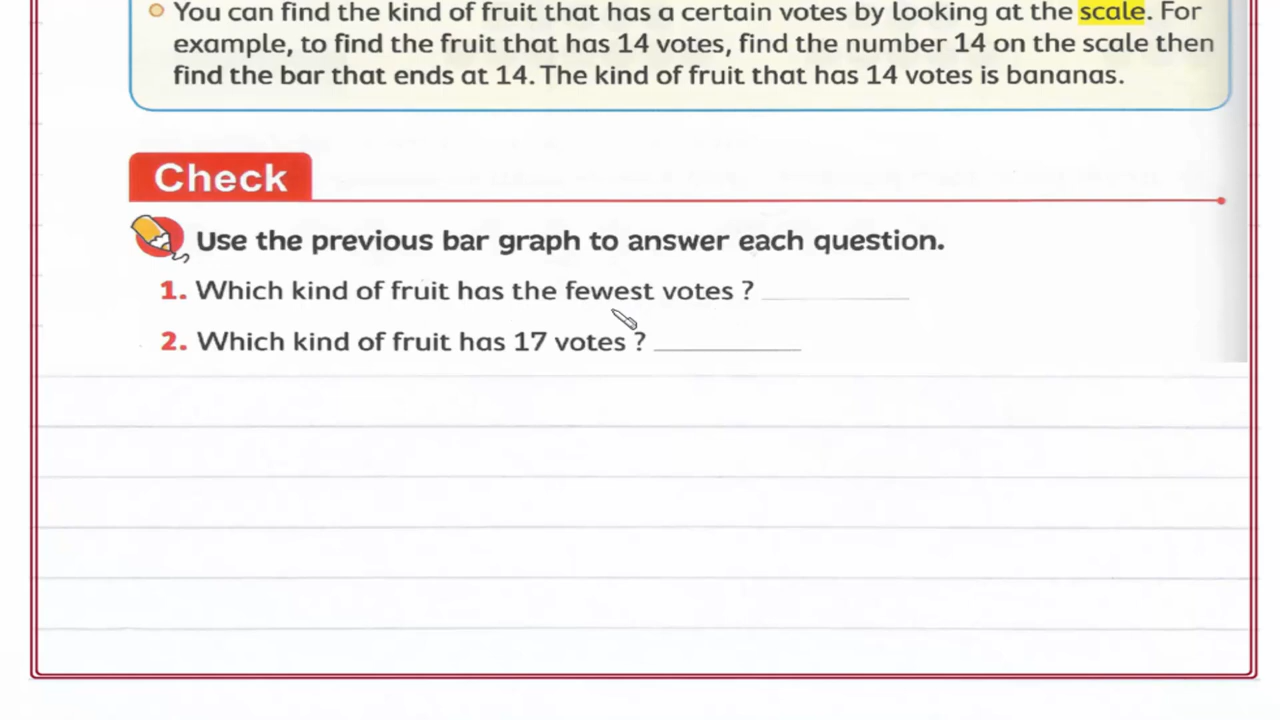 You can find the kind of fruit that has a certain votes by looking at the scale. For
example, to find the fruit that has 14 votes, find the number 14 on the scale then
find the bar that ends at 14. The kind of fruit that has 14 votes is bananas.
Check
Use the previous bar graph to answer each question.
1. Which kind of fruit has the fewest votes ? ____________
2. Which kind of fruit has 17 votes ? ____________